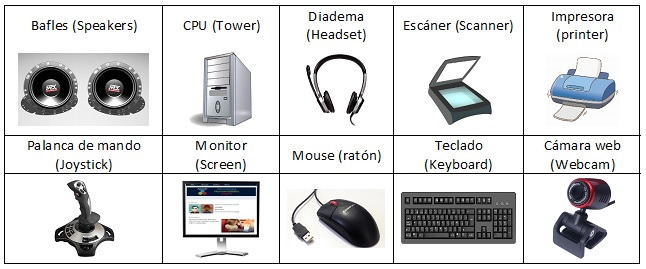 Bafles (Speakers)
CPU (Tower)
Diadema
(Headset)
Escáner (Scanner)
Impresora
(printer)
Palanca de mando
(Joystick)
Monitor
(Screen)
Mouse (ratón)
Teclado
(Keyboard)
Cámara web
(Webcam)